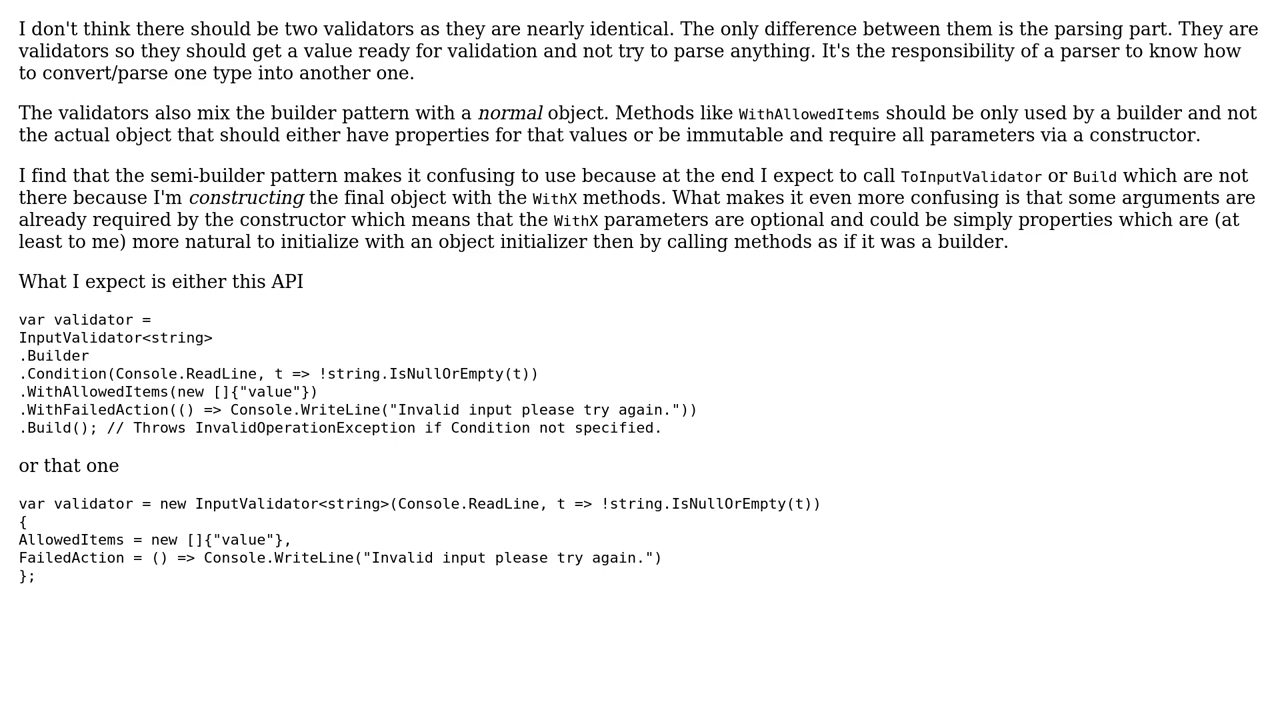 I don't think there should be two validators as they are nearly identical. The only difference between them is the parsing part. They are
validators so they should get a value ready for validation and not try to parse anything. It's the responsibility of a parser to know how
to convert/parse one type into another one.
The validators also mix the builder pattern with a normal object. Methods like WithAllowedItems should be only used by a builder and not
the actual object that should either have properties for that values or be immutable and require all parameters via a constructor.
I find that the semi-builder pattern makes it confusing to use because at the end I expect to call ToInputValidator or Build which are not
there because I'm constructing the final object with the WithX methods. What makes it even more confusing is that some arguments are
already required by the constructor which means that the WithX parameters are optional and could be simply properties which are (at
least to me) more natural to initialize with an object initializer then by calling methods as if it was a builder.
What I expect is either this API
var validator =
InputValidator<string>
.Builder
.Condition(Console.ReadLine, t => !string.IsNullOrEmpty(t))
.WithAllowedItems(new []{"value"})
.WithFailedAction(() => Console.WriteLine("Invalid input please try again."))
.Build(); // Throws InvalidOperationException if Condition not specified.
or that one
var validator = new InputValidator<string>(Console.ReadLine, t => !string.IsNullOrEmpty(t))
{
AllowedItems = new []{"value"},
FailedAction = () => Console.WriteLine("Invalid input please try again.")
};